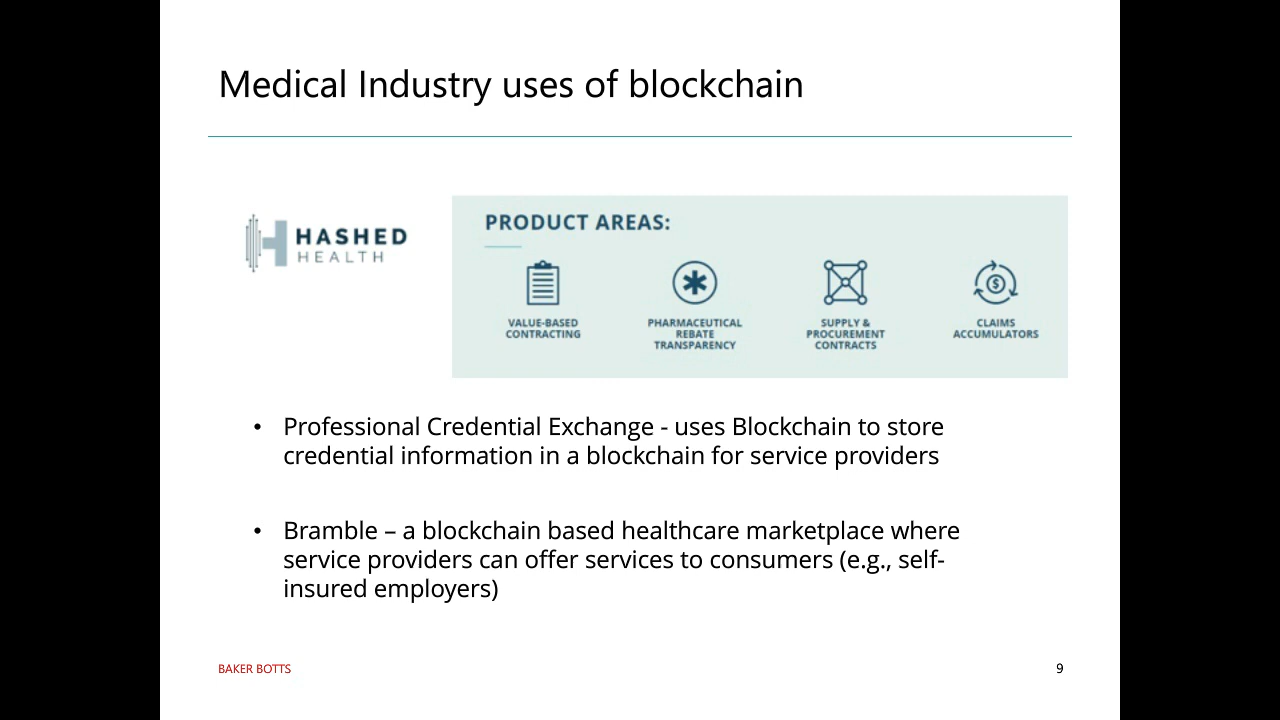 Medical Industry uses of blockchain
HASHED
HEALTH
PRODUCT AREAS:
VALUE-BASED
CONTRACTING
PHARMACEUTICAL
REBATE
TRANSPARENCY
SUPPLY &
PROCUREMENT
CONTRACTS
CLAIMS
ACCUMULATORS
$
• Professional Credential Exchange - uses Blockchain to store
credential information in a blockchain for service providers
• Bramble – a blockchain based healthcare marketplace where
service providers can offer services to consumers (e.g., self-
insured employers)
BAKER BOTTS
9